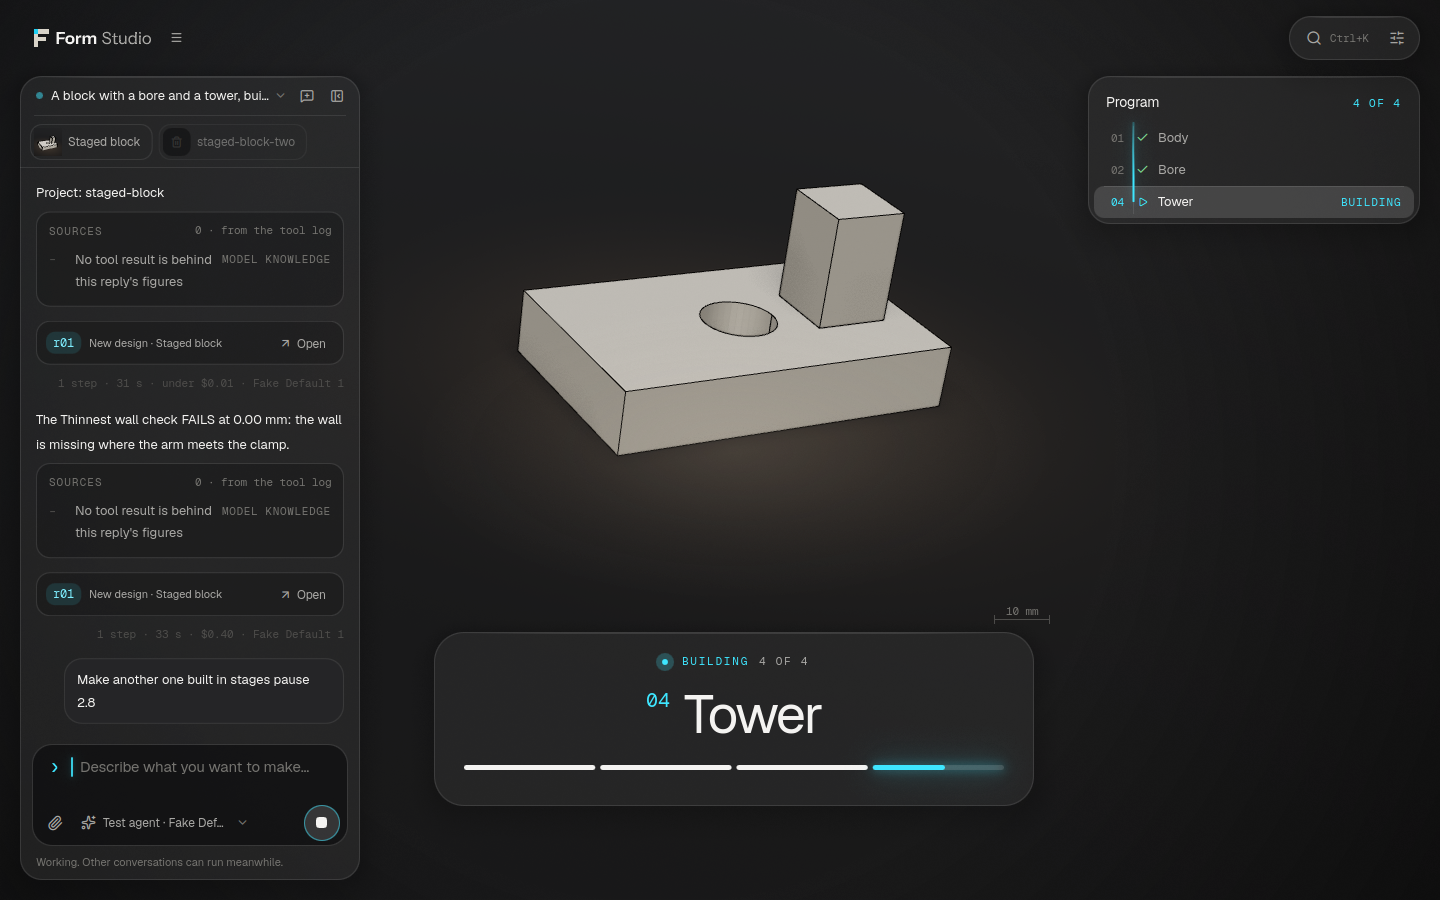 Form Studio
Ctrl+K
A block with a bore and a tower, bui...
Staged block
staged-block-two
Project: staged-block
SOURCES
0 · from the tool log
– No tool result is behind
this reply's figures
MODEL KNOWLEDGE
r01 New design · Staged block
Open
1 step · 31 s · under $0.01 · Fake Default 1
The Thinnest wall check FAILS at 0.00 mm: the wall
is missing where the arm meets the clamp.
SOURCES
0 · from the tool log
– No tool result is behind
this reply's figures
MODEL KNOWLEDGE
r01 New design · Staged block
Open
1 step · 33 s · $0.40 · Fake Default 1
Make another one built in stages pause
2.8
Describe what you want to make...
Test agent · Fake Def...
Working. Other conversations can run meanwhile.
10 mm
BUILDING 4 OF 4
04 Tower
Program
4 OF 4
01 Body
02 Bore
04 Tower
BUILDING